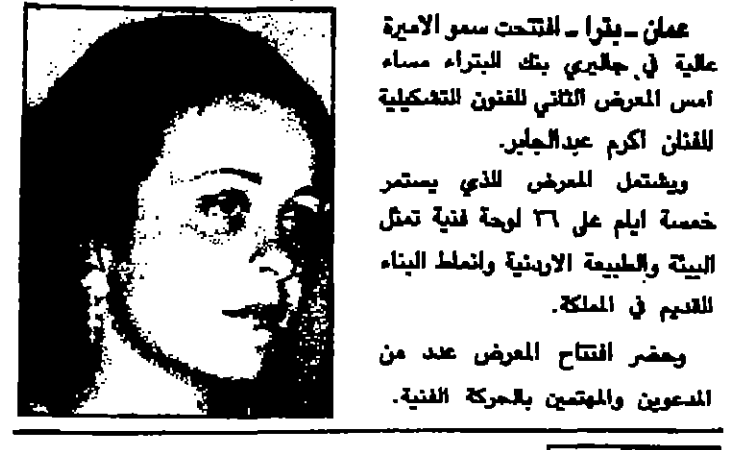 عمان ـ بترا ـ افتتحت سمو الاميرة
عالية في جاليري بنك البتراء مساء
امس المعرض الثاني للفنون التشكيلية
للفنان اكرم عبدالجابر.
ويشتمل المعرض الذي يستمر
خمسة ايام على ٢٦ لوحة فنية تمثل
البيئة والطبيعة الاردنية وانماط البناء
القديم في المملكة.
وحضر افتتاح المعرض عدد من
المدعوين والمهتمين بالحركة الفنية.